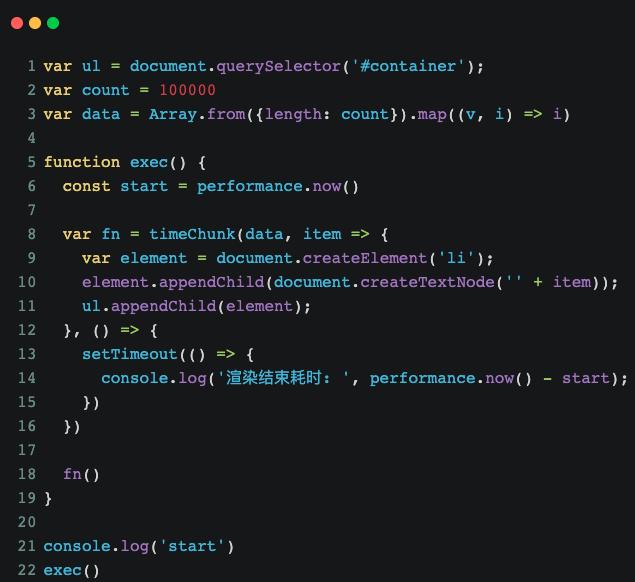 1 var ul = document.querySelector('#container');
2 var count = 100000
3 var data = Array.from({length: count}).map((v, i) => i)
4
5 function exec() {
6   const start = performance.now()
7
8   var fn = timeChunk(data, item => {
9     var element = document.createElement('li');
10     element.appendChild(document.createTextNode('' + item));
11     ul.appendChild(element);
12   }, () => {
13     setTimeout(() => {
14       console.log('渲染结束耗时: ', performance.now() - start);
15     })
16   })
17
18   fn()
19 }
20
21 console.log('start')
22 exec()